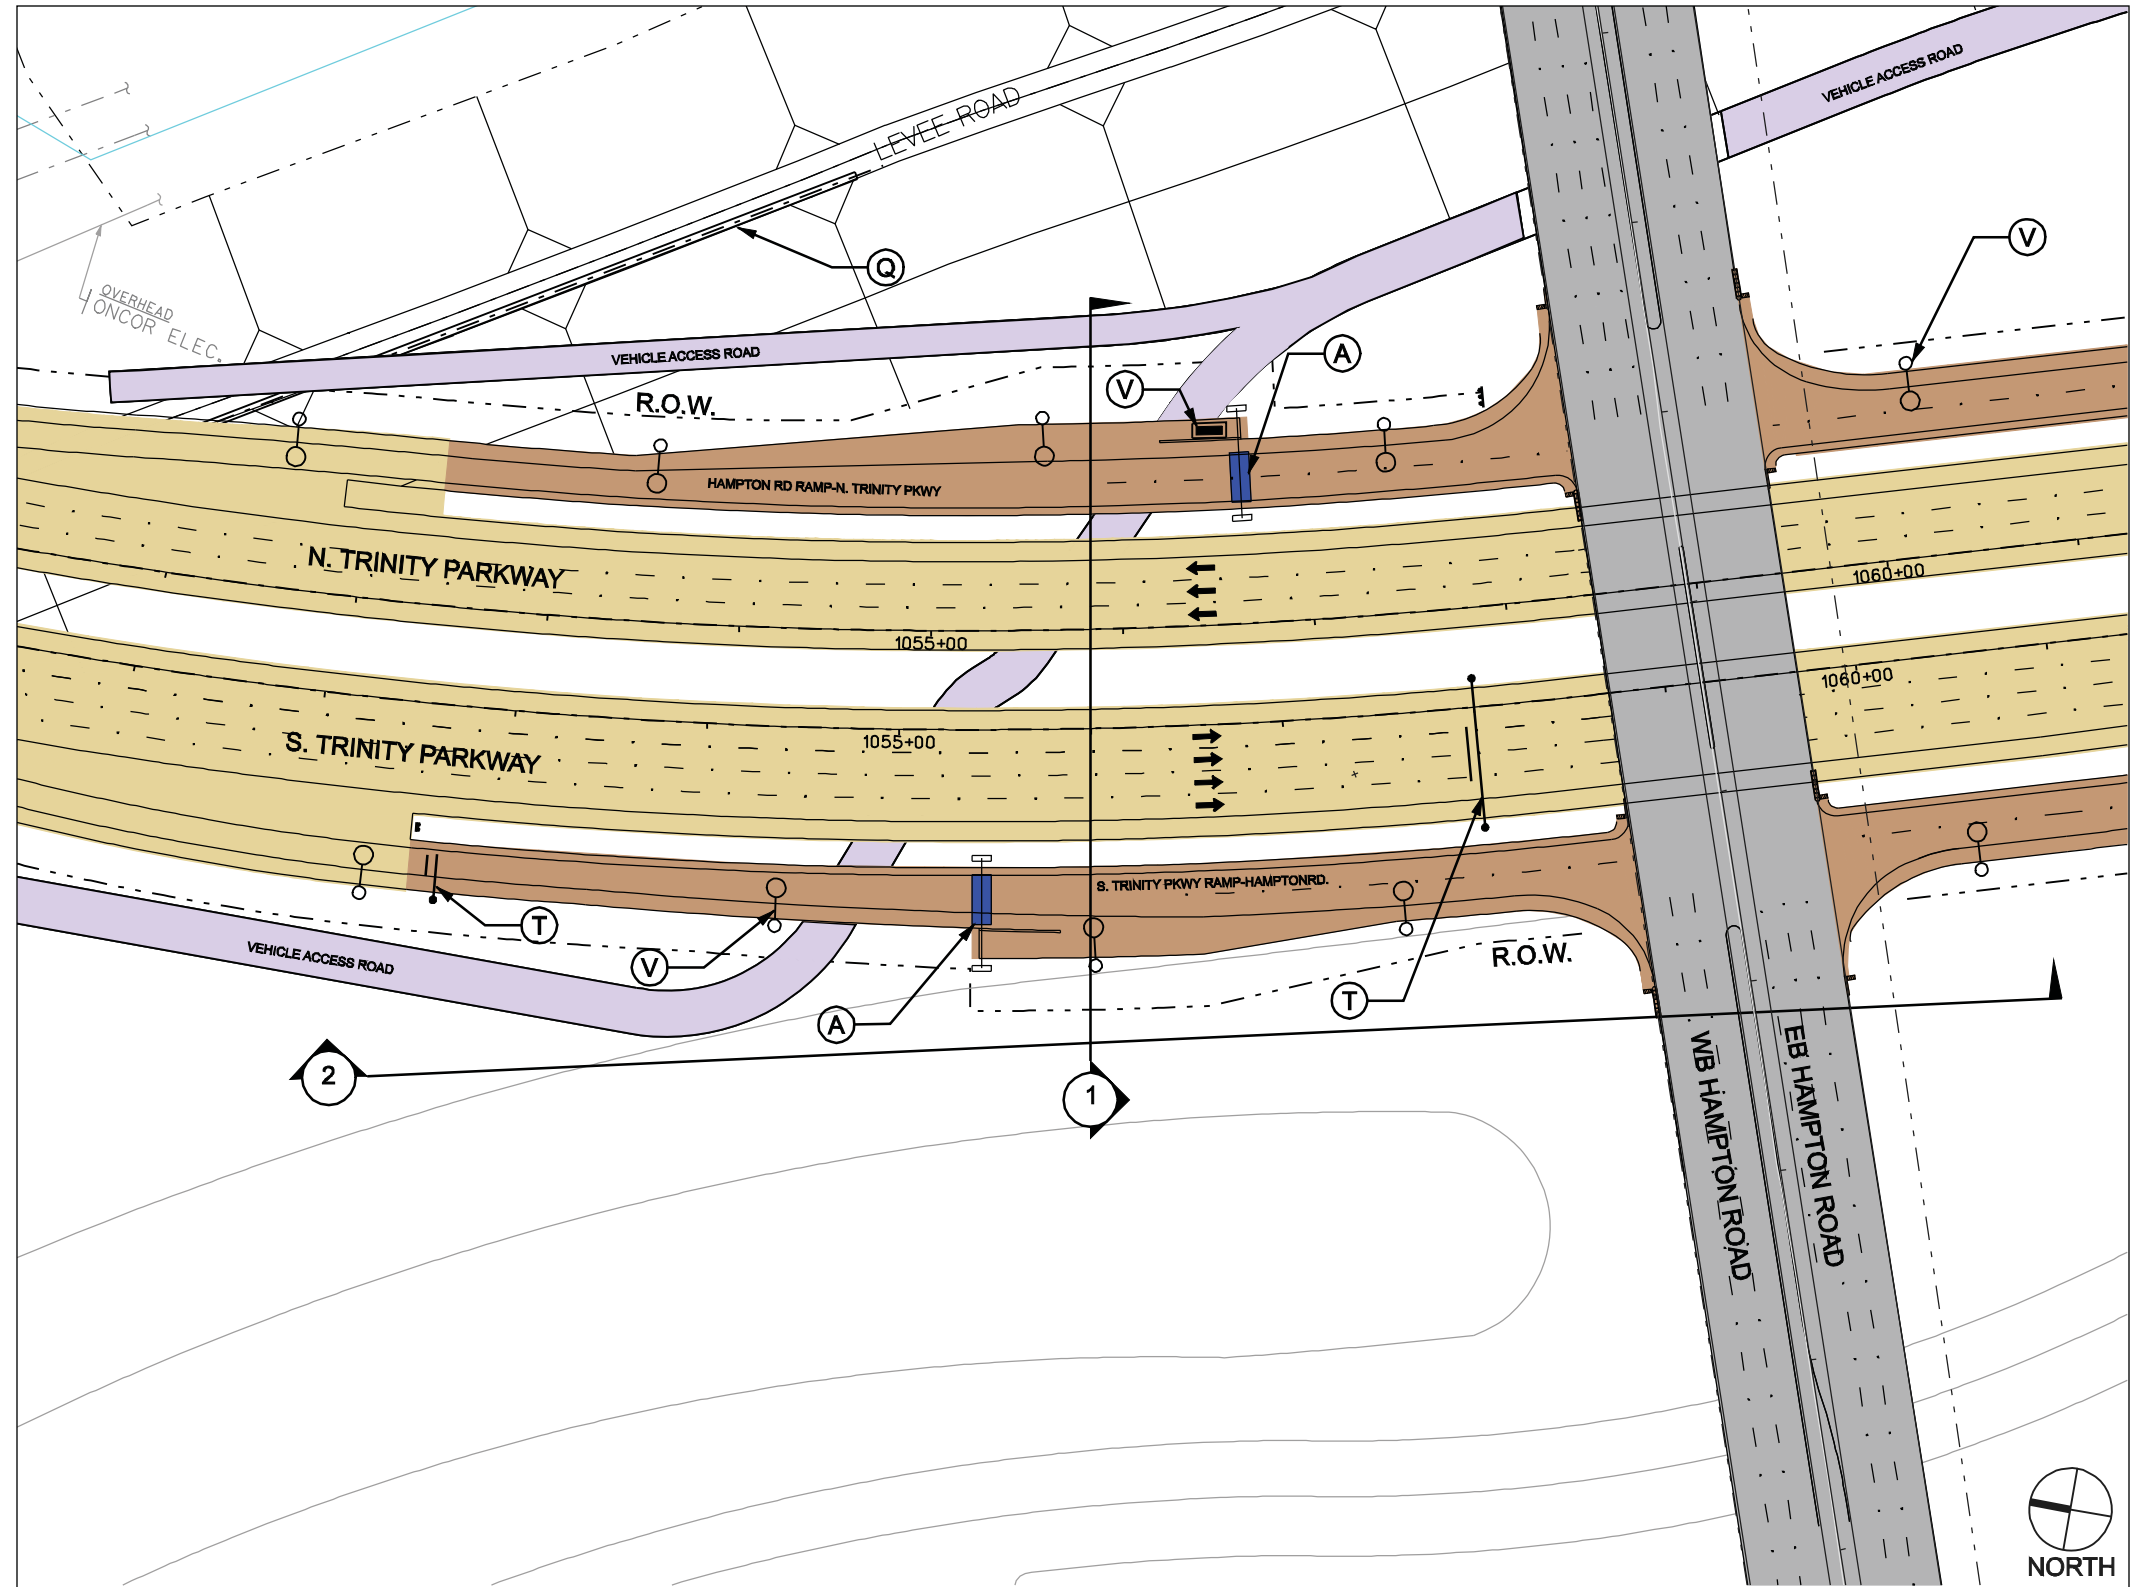 VEHICLE ACCESS ROAD
LEVEE ROAD
V
Q
OVERHEAD
ONCOR ELEC.
VEHICLE ACCESS ROAD
A
V
R.O.W.
HAMPTON RD RAMP-N. TRINITY PKWY
N. TRINITY PARKWAY
1060+00
1055+00
1060+00
S. TRINITY PARKWAY
1055+00
S. TRINITY PKWY RAMP-HAMPTONRD.
T
VEHICLE ACCESS ROAD
V
R.O.W.
A
T
2
1
WB HAMPTON ROAD
EB HAMPTON ROAD
NORTH